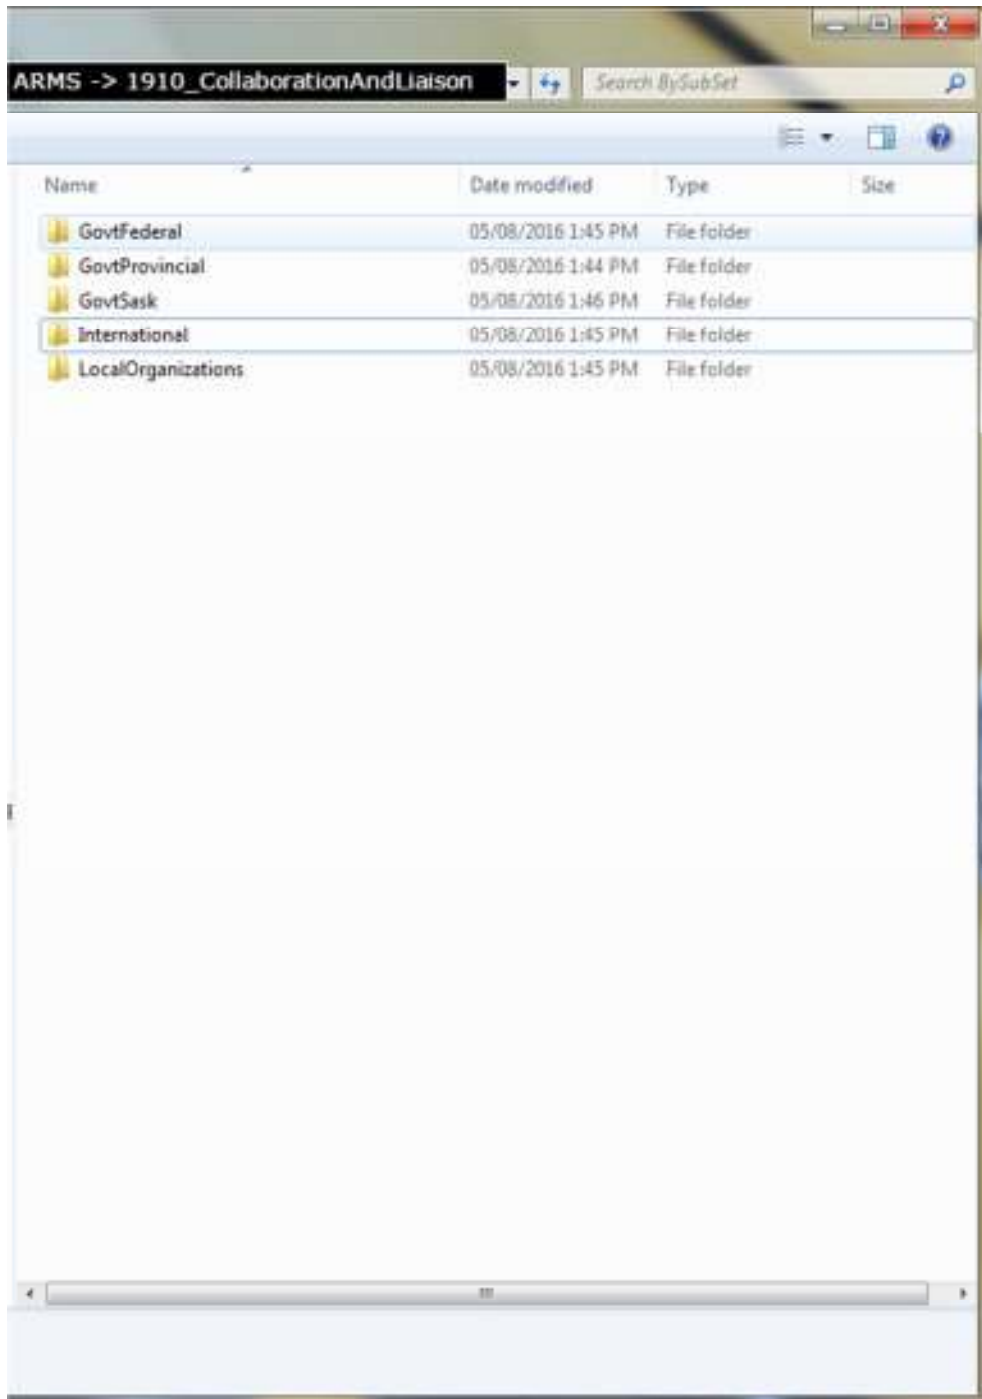 ARMS -> 1910_CollaborationAndLiaison Search BySubSet
Name Date modified Type Size
GovtFederal 05/08/2016 1:45 PM File folder
GovtProvincial 05/08/2016 1:44 PM File folder
GovtSask 05/08/2016 1:46 PM File folder
International 05/08/2016 1:45 PM File folder
LocalOrganizations 05/08/2016 1:45 PM File folder